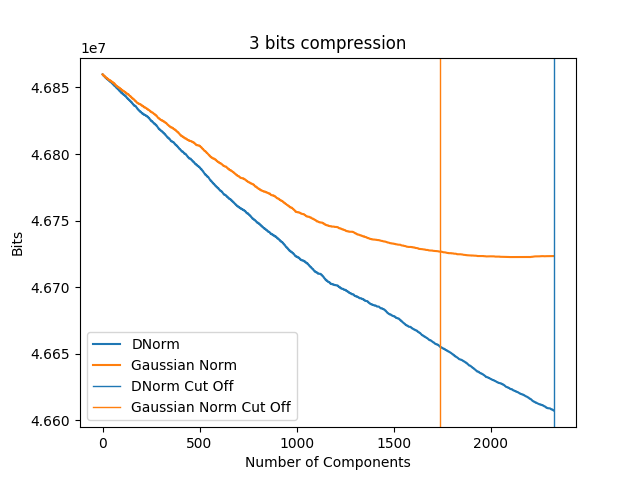 3 bits compression
1e7
4.685
4.680
4.675
4.670
4.665
4.660
Bits
DNorm
Gaussian Norm
DNorm Cut Off
Gaussian Norm Cut Off
0 500 1000 1500 2000
Number of Components